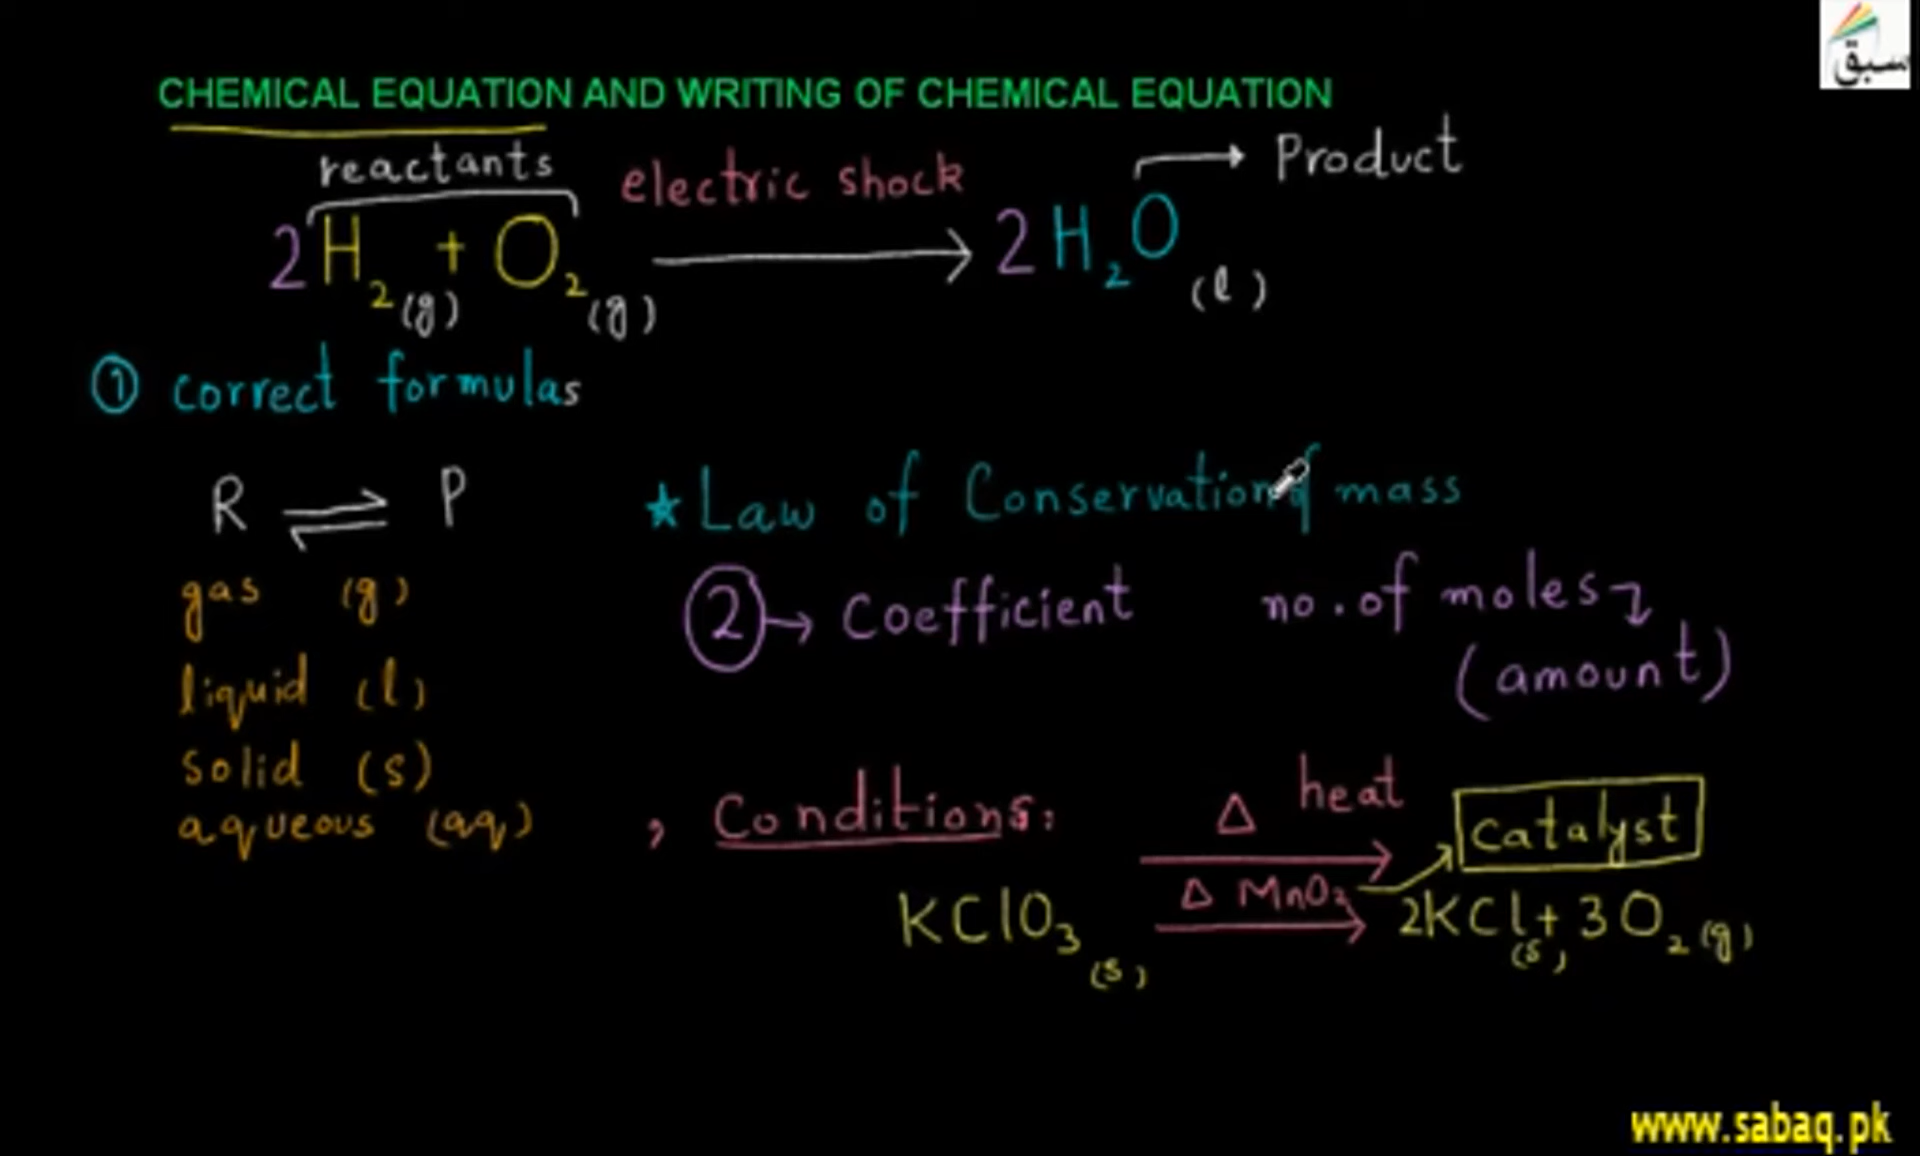 سبق
CHEMICAL EQUATION AND WRITING OF CHEMICAL EQUATION
reactants electric shock Product
2H₂(g) + O₂(g) → 2H₂O(l)
① correct formulas
R ⇌ P
★ Law of Conservation of mass
gas (g)
liquid (l)
solid (s)
aqueous (aq)
② → Coefficient no. of moles
(amount)
, Conditions: Δ heat
Catalyst
KClO₃(s) Δ MnO₂ → 2KCl(s) + 3O₂(g)
www.sabaq.pk